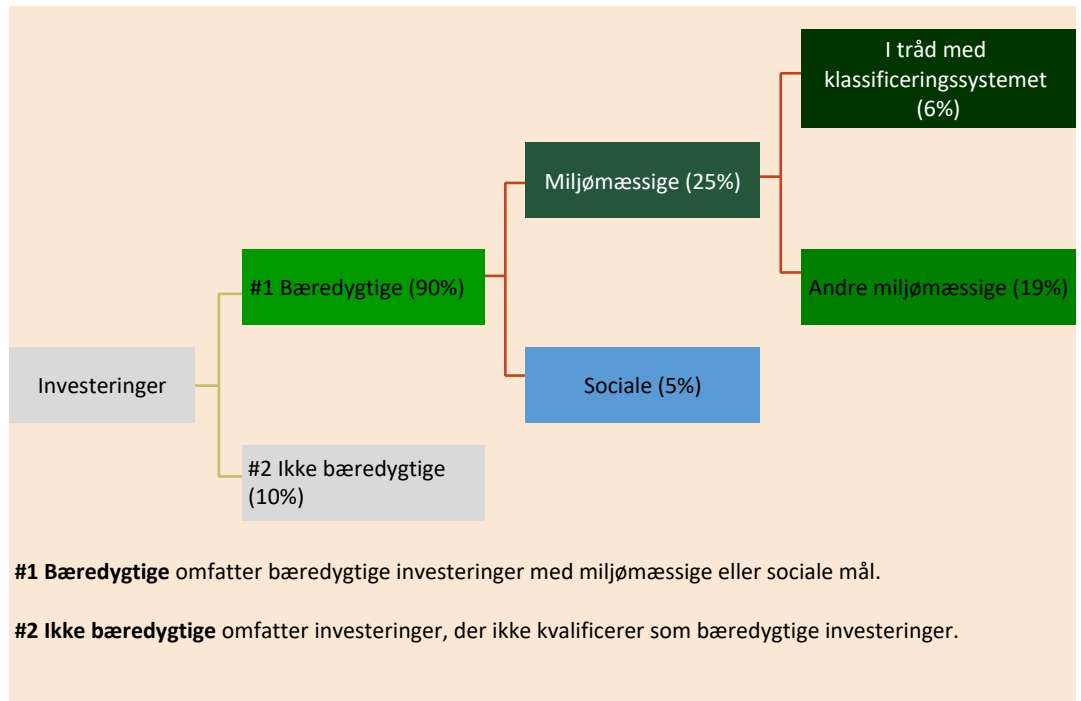 I tråd med
klassificeringssystemet
(6%)
Miljømæssige (25%)
#1 Bæredygtige (90%)
Andre miljømæssige (19%)
Investeringer
Sociale (5%)
#2 Ikke bæredygtige
(10%)
#1 Bæredygtige omfatter bæredygtige investeringer med miljømæssige eller sociale mål.
#2 Ikke bæredygtige omfatter investeringer, der ikke kvalificerer som bæredygtige investeringer.